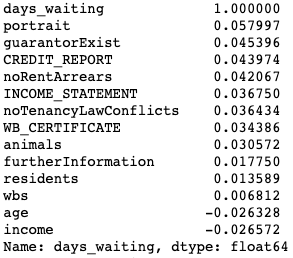 days_waiting 1.000000
portrait 0.057997
guarantorExist 0.045396
CREDIT_REPORT 0.043974
noRentArrears 0.042067
INCOME_STATEMENT 0.036750
noTenancyLawConflicts 0.036434
WB_CERTIFICATE 0.034386
animals 0.030572
furtherInformation 0.017750
residents 0.013589
wbs 0.006812
age -0.026328
income -0.026572
Name: days_waiting, dtype: float64